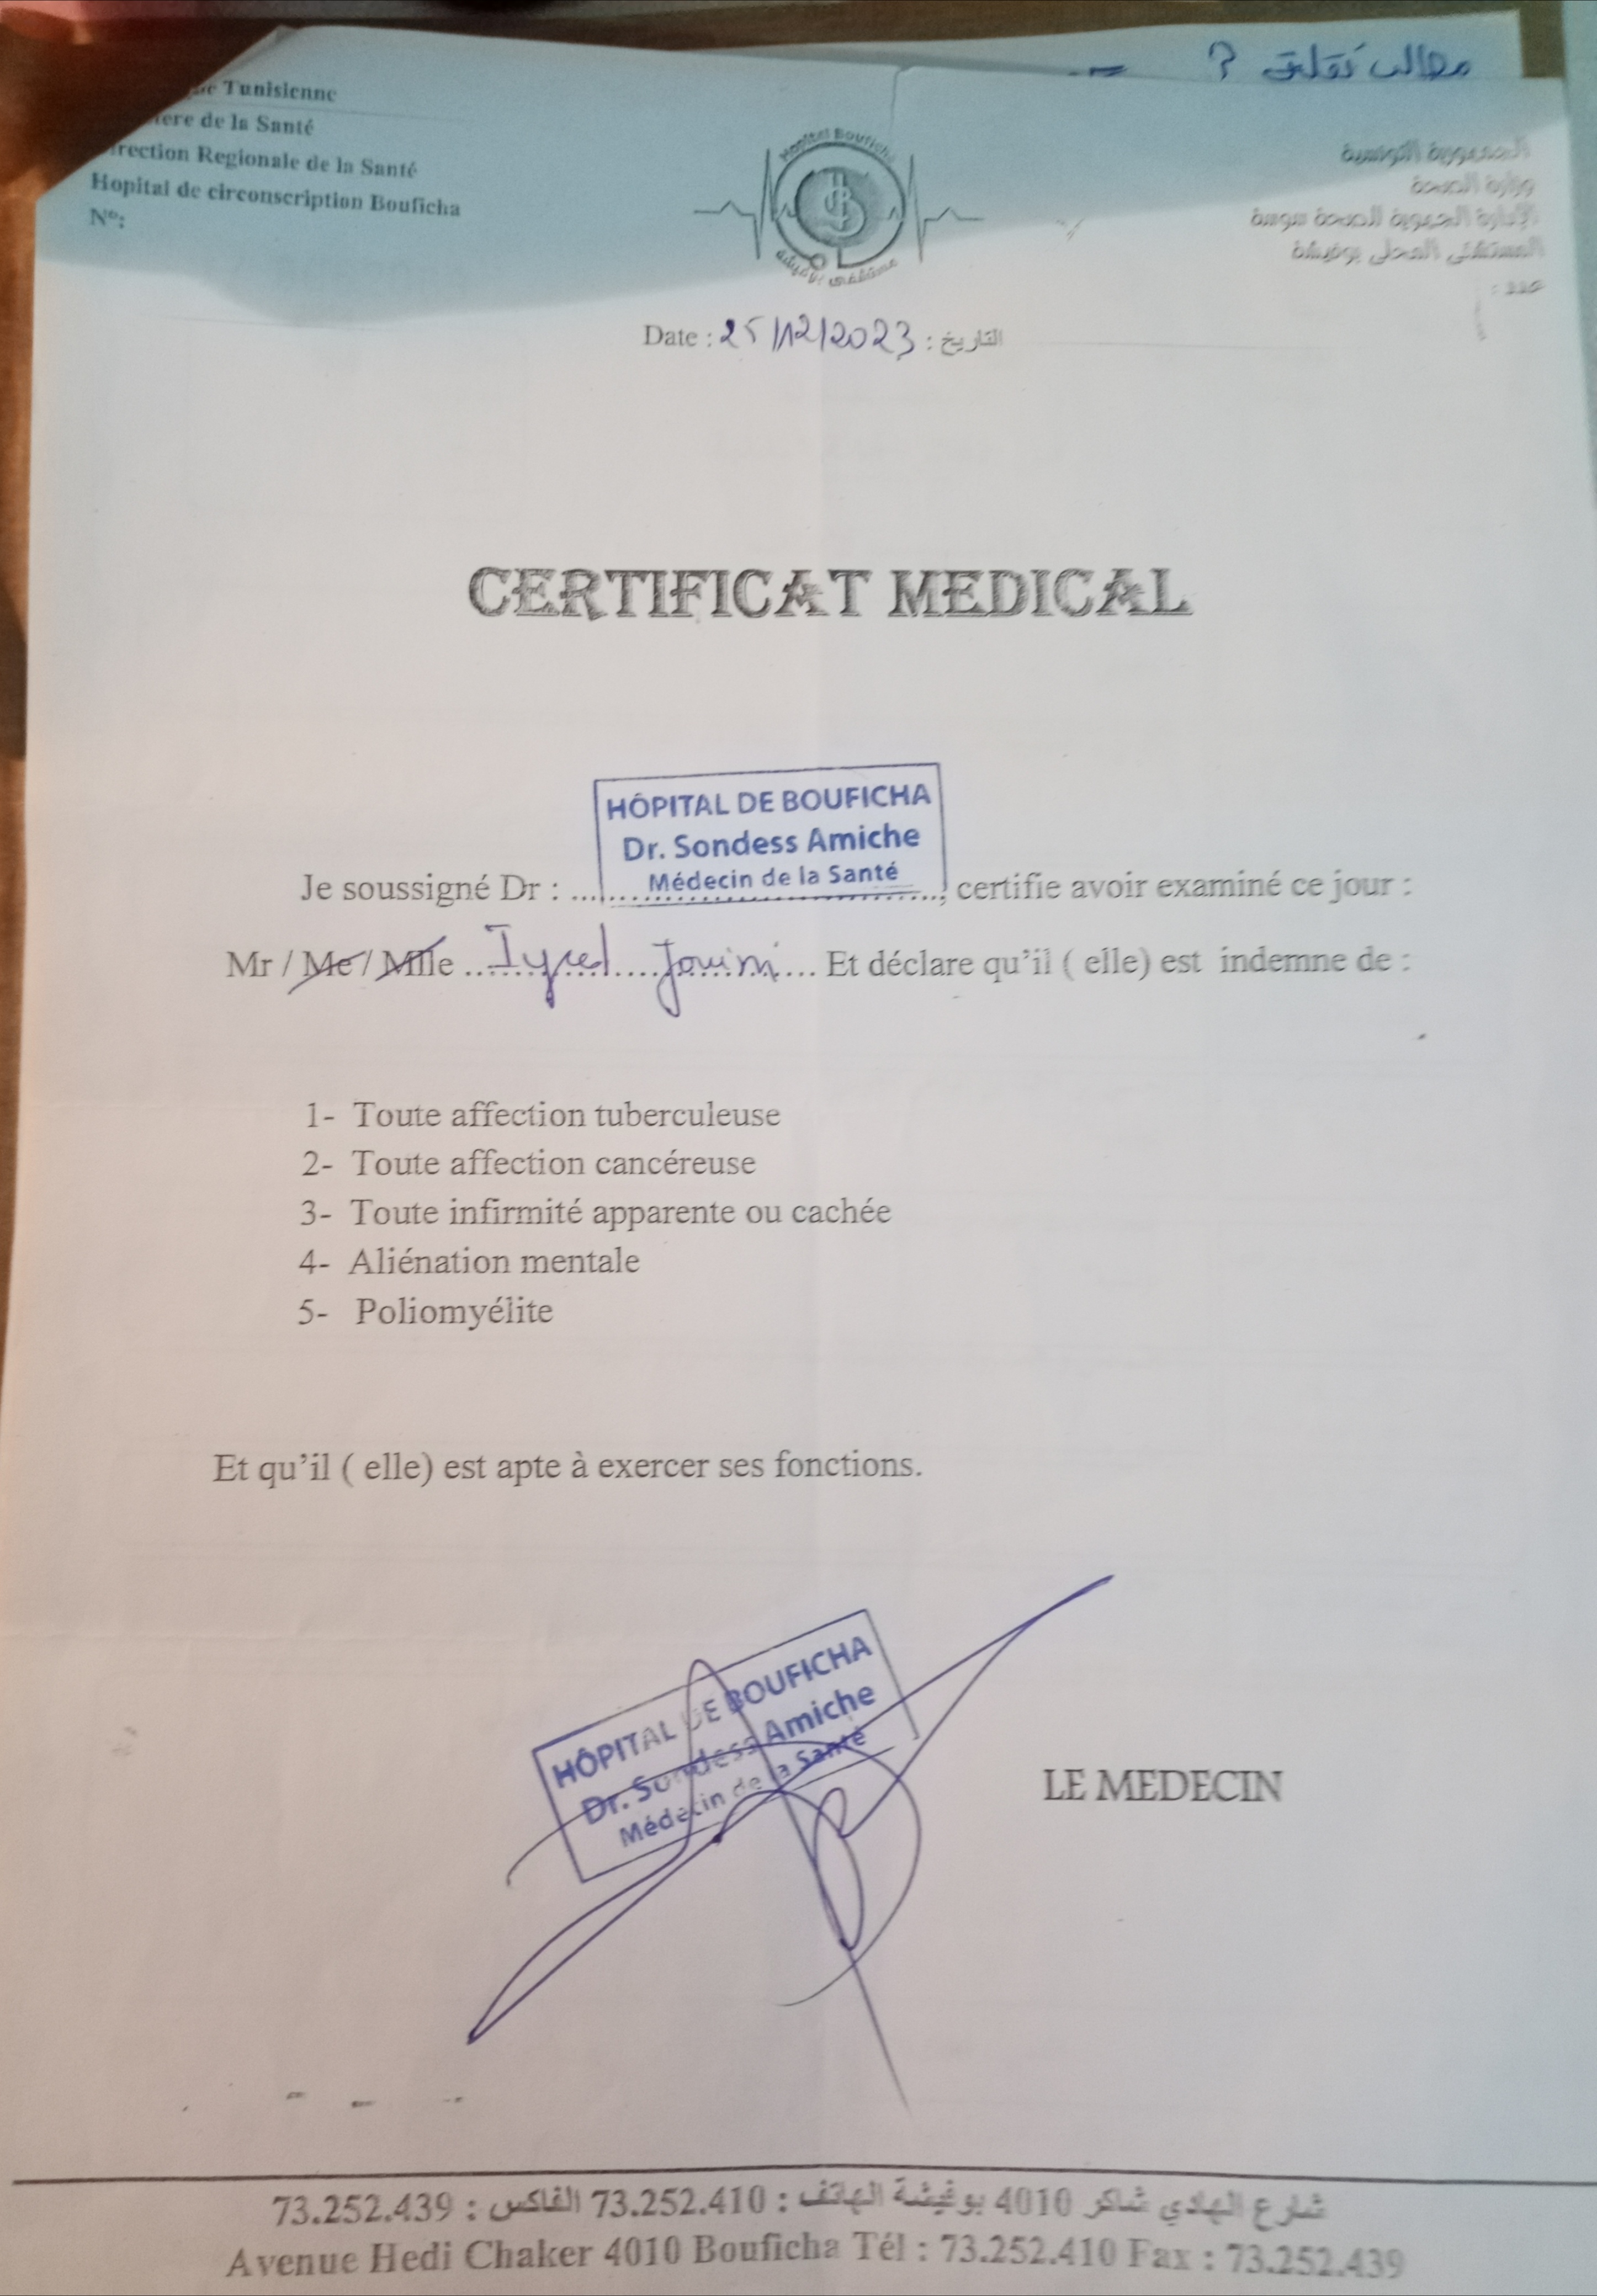 مطالب تقلق ؟
Tunisienne
de la Santé
Direction Regionale de la Santé
Hopital de circonscription Bouficha
N°:
Hopital Bouficha
الجمهورية التونسية
وزارة الصحة
الإدارة الجهوية للصحة سوسة
المستشفى المحلي بوفيشة
عدد :
Date : 25/12/2023 : التاريخ
CERTIFICAT MEDICAL
HÔPITAL DE BOUFICHA
Dr. Sondess Amiche
Médecin de la Santé
Je soussigné Dr : ........................................, certifie avoir examiné ce jour :
Mr / Me / Mlle ........ Iyed ..... Jouini .... Et déclare qu'il ( elle) est indemne de :
1- Toute affection tuberculeuse
2- Toute affection cancéreuse
3- Toute infirmité apparente ou cachée
4- Aliénation mentale
5- Poliomyélite
Et qu'il ( elle) est apte à exercer ses fonctions.
HÔPITAL DE BOUFICHA
Dr. Sondess Amiche
Médecin de la Santé
LE MEDECIN
شارع الهادي شاكر 4010 بوفيشة الهاتف : 73.252.410 الفاكس : 73.252.439
Avenue Hedi Chaker 4010 Bouficha Tél : 73.252.410 Fax : 73.252.439